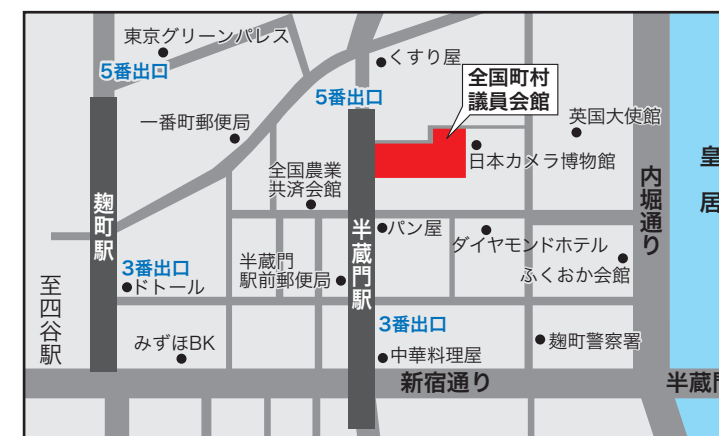 東京グリーンパレス
5番出口
くすり屋
5番出口
全国町村
議員会館
一番町郵便局
英国大使館
日本カメラ博物館
皇居
内堀通り
全国農業
共済会館
麹町駅
半蔵門駅
パン屋
ダイヤモンドホテル
ふくおか会館
3番出口
ドトール
半蔵門
駅前郵便局
至四谷駅
みずほBK
3番出口
中華料理屋
麹町警察署
新宿通り
半蔵門